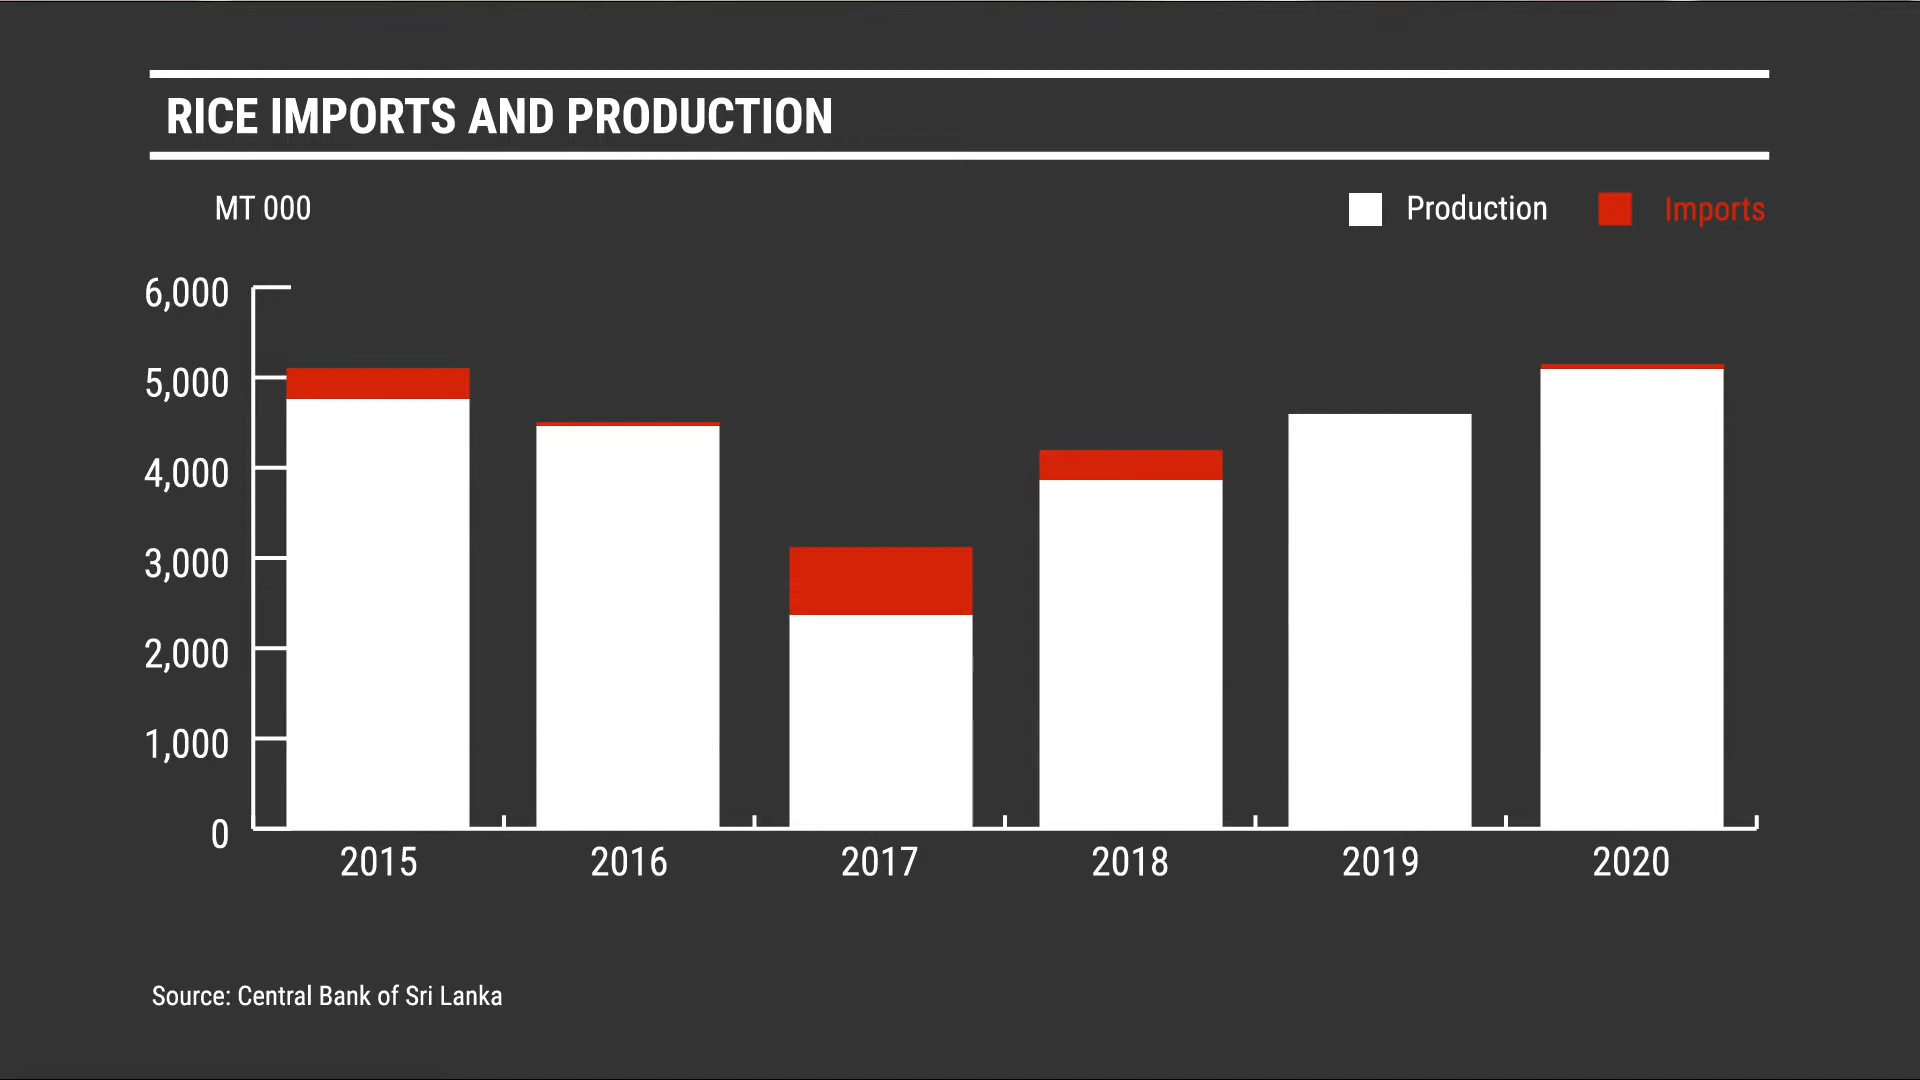 RICE IMPORTS AND PRODUCTION
MT 000
Production
Imports
6,000
5,000
4,000
3,000
2,000
1,000
0
2015 2016 2017 2018 2019 2020
Source: Central Bank of Sri Lanka